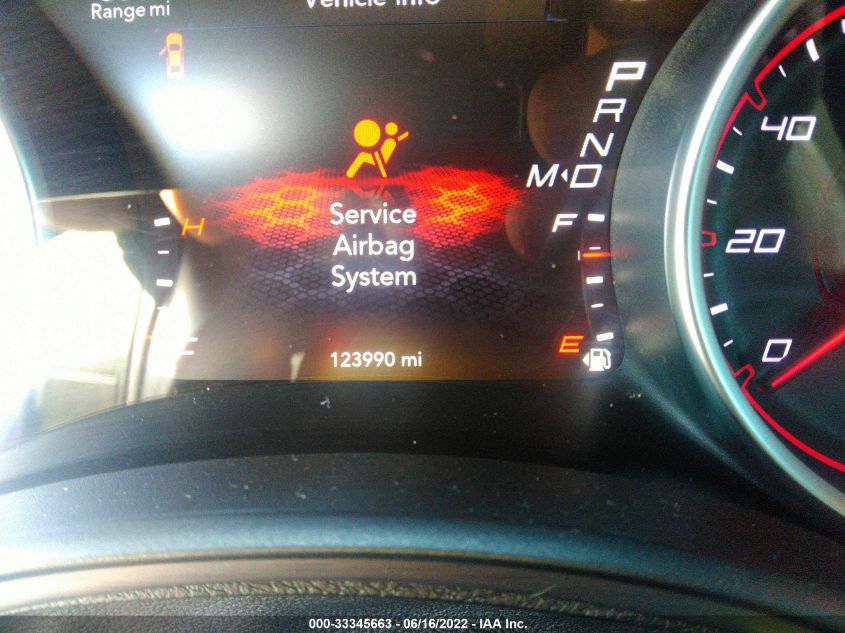 Range mi
Vehicle Info
P
R
N
M D
F
H
40
20
0
Service
Airbag
System
E
C
123990 mi
000-33345663 - 06/16/2022 - IAA Inc.